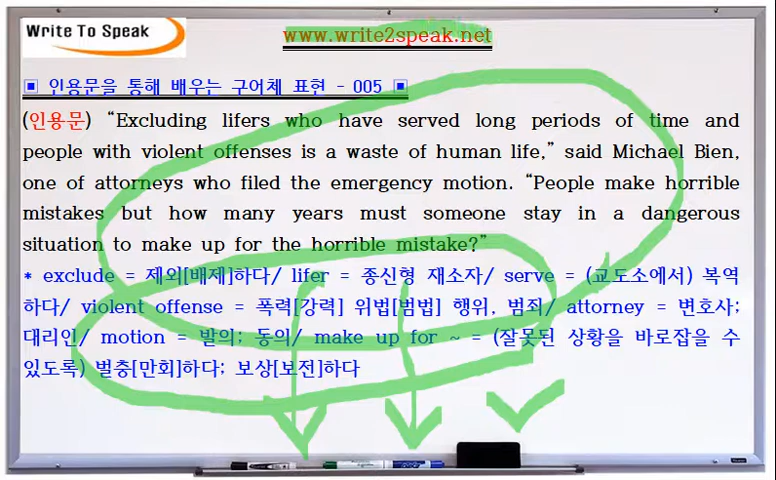 Write To Speak
www.write2speak.net
▣ 인용문을 통해 배우는 구어체 표현 - 005 ▣
(인용문) “Excluding lifers who have served long periods of time and
people with violent offenses is a waste of human life,” said Michael Bien,
one of attorneys who filed the emergency motion. “People make horrible
mistakes but how many years must someone stay in a dangerous
situation to make up for the horrible mistake?”
* exclude = 제외[배제]하다/ lifer = 종신형 재소자/ serve = (교도소에서) 복역
하다/ violent offense = 폭력[강력] 위법[범법] 행위, 범죄/ attorney = 변호사;
대리인/ motion = 발의; 동의/ make up for ~ = (잘못된 상황을 바로잡을 수
있도록) 벌충[만회]하다; 보상[보전]하다